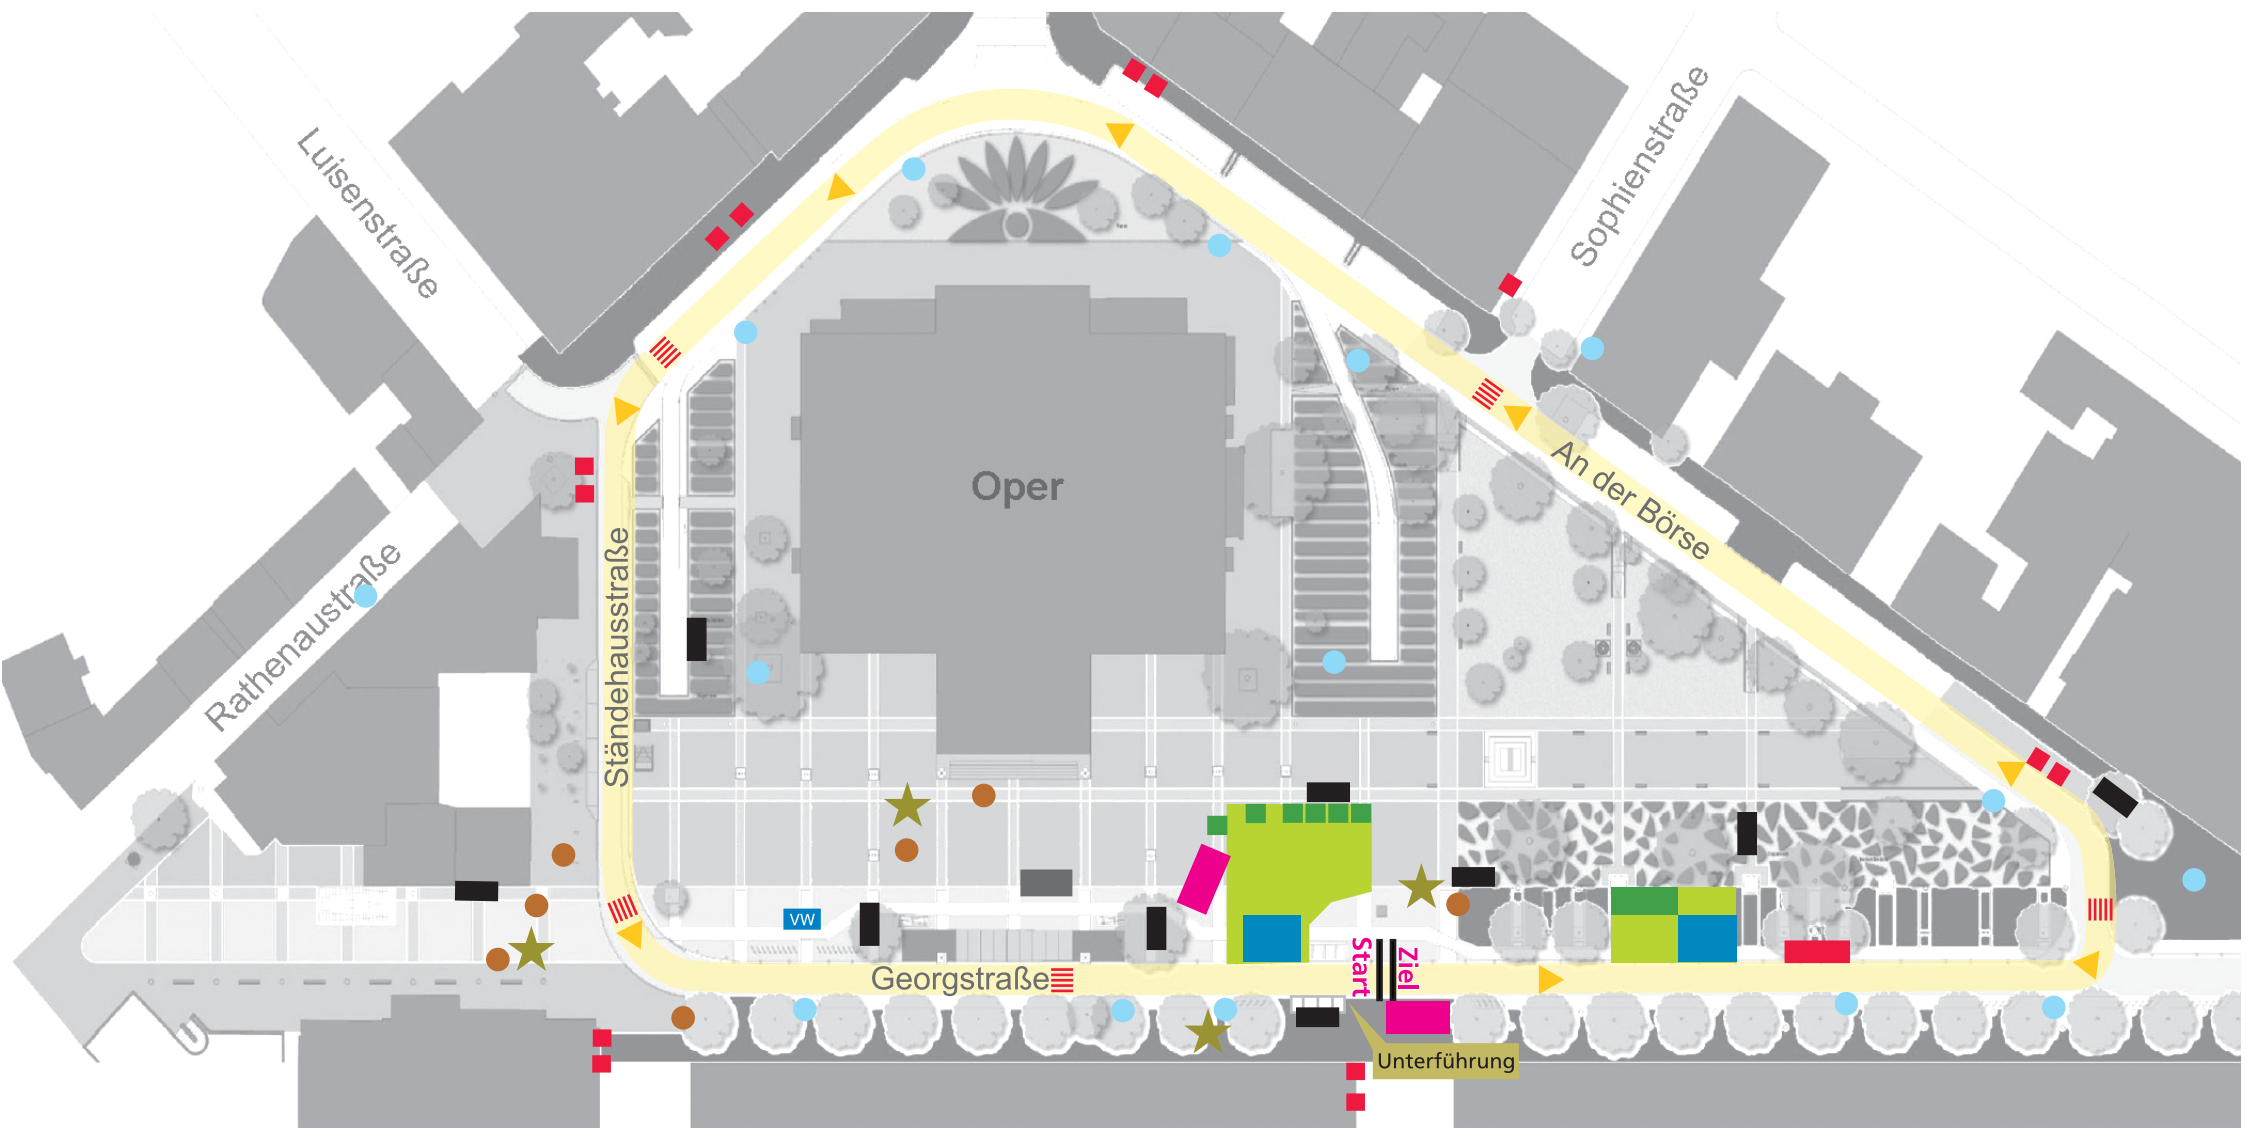 Luisenstraße
Sophienstraße
Oper
An der Börse
Rathenaustraße
Ständehausstraße
VW
Georgstraße
Start
Ziel
Unterführung